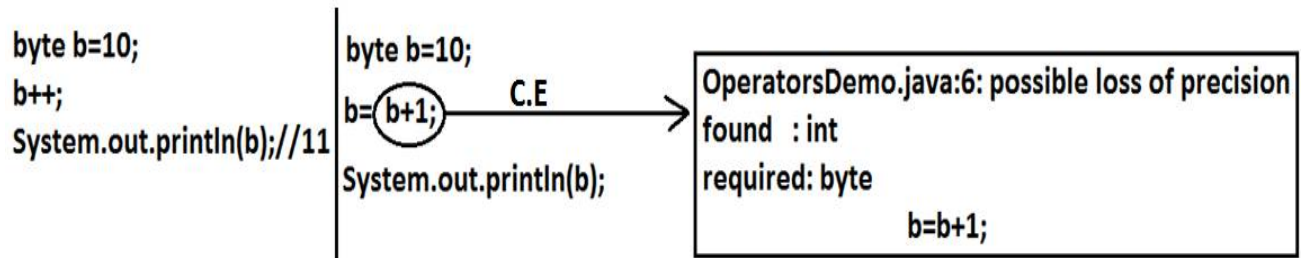 byte b=10;
b++;
System.out.println(b);//11
byte b=10;
b=b+1;
System.out.println(b);
C.E
OperatorsDemo.java:6: possible loss of precision
found : int
required: byte
b=b+1;